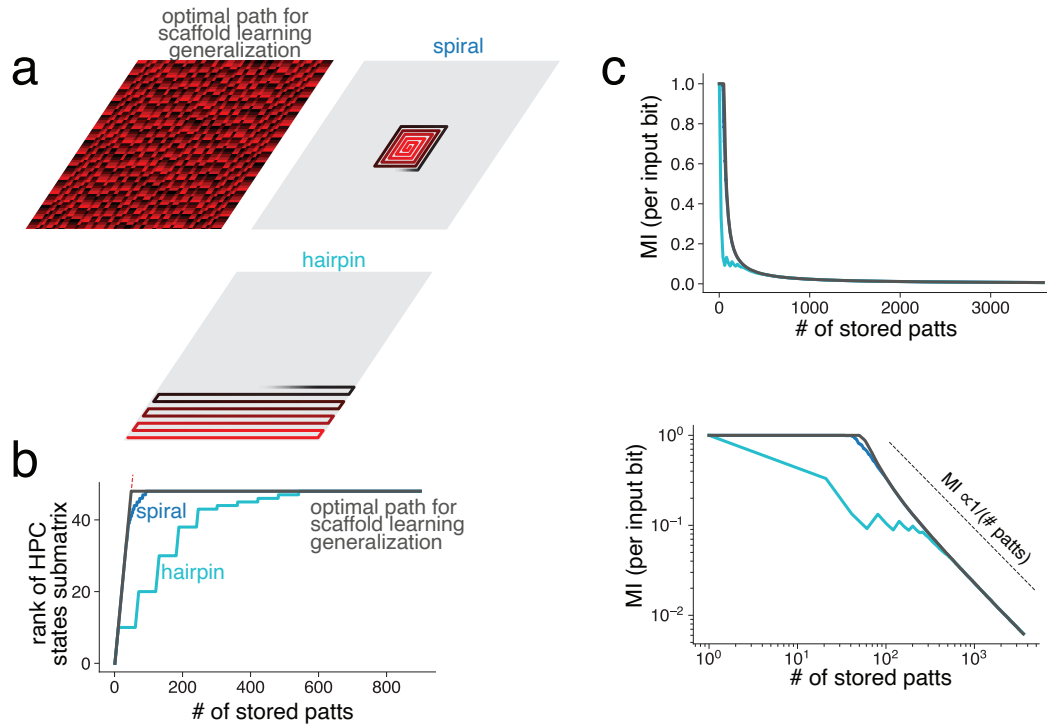 a
optimal path for
scaffold learning
generalization
spiral
hairpin
b
rank of HPC
states submatrix
40
20
0
spiral
hairpin
optimal path for
scaffold learning
generalization
0
200
400
600
800
# of stored patts
c
MI (per input bit)
1.0
0.8
0.6
0.4
0.2
0.0
0
1000
2000
3000
# of stored patts
MI (per input bit)
10⁰
10⁻¹
10⁻²
MI ∝1/(# patts)
10⁰
10¹
10²
10³
# of stored patts